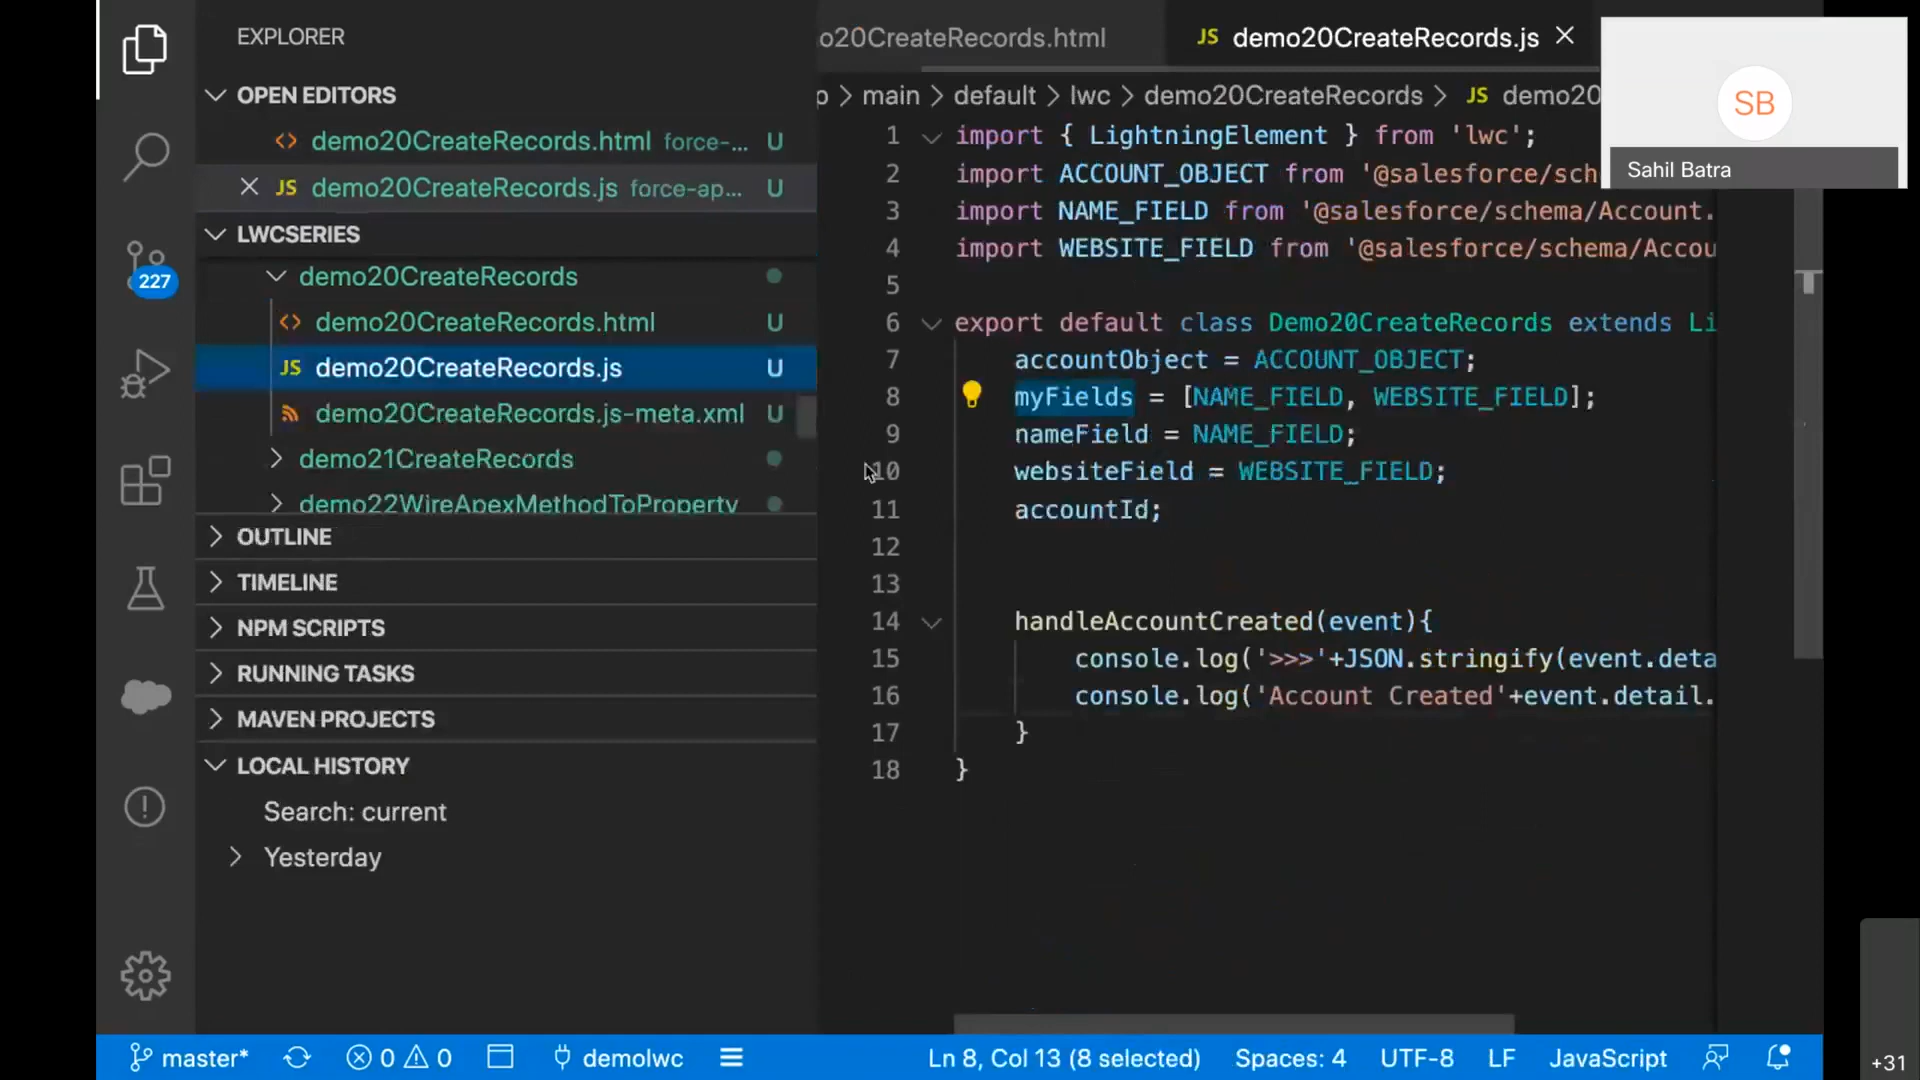 EXPLORER
OPEN EDITORS
demo20CreateRecords.html force-... U
JS demo20CreateRecords.js force-ap... U
LWCSERIES
demo20CreateRecords
demo20CreateRecords.html U
JS demo20CreateRecords.js U
demo20CreateRecords.js-meta.xml U
demo21CreateRecords
demo22WireApexMethodToProperty
OUTLINE
TIMELINE
NPM SCRIPTS
RUNNING TASKS
MAVEN PROJECTS
LOCAL HISTORY
Search: current
Yesterday
227
o20CreateRecords.html
JS demo20CreateRecords.js
p > main > default > lwc > demo20CreateRecords > JS demo20
1 import { LightningElement } from 'lwc';
2 import ACCOUNT_OBJECT from '@salesforce/sch
3 import NAME_FIELD from '@salesforce/schema/Account.
4 import WEBSITE_FIELD from '@salesforce/schema/Accou
5
6 export default class Demo20CreateRecords extends Li
7 accountObject = ACCOUNT_OBJECT;
8 myFields = [NAME_FIELD, WEBSITE_FIELD];
9 nameField = NAME_FIELD;
10 websiteField = WEBSITE_FIELD;
11 accountId;
12
13
14 handleAccountCreated(event){
15 console.log('>>>'+JSON.stringify(event.deta
16 console.log('Account Created'+event.detail.
17 }
18 }
SB
Sahil Batra
master* 0 0 demolwc Ln 8, Col 13 (8 selected) Spaces: 4 UTF-8 LF JavaScript
+31